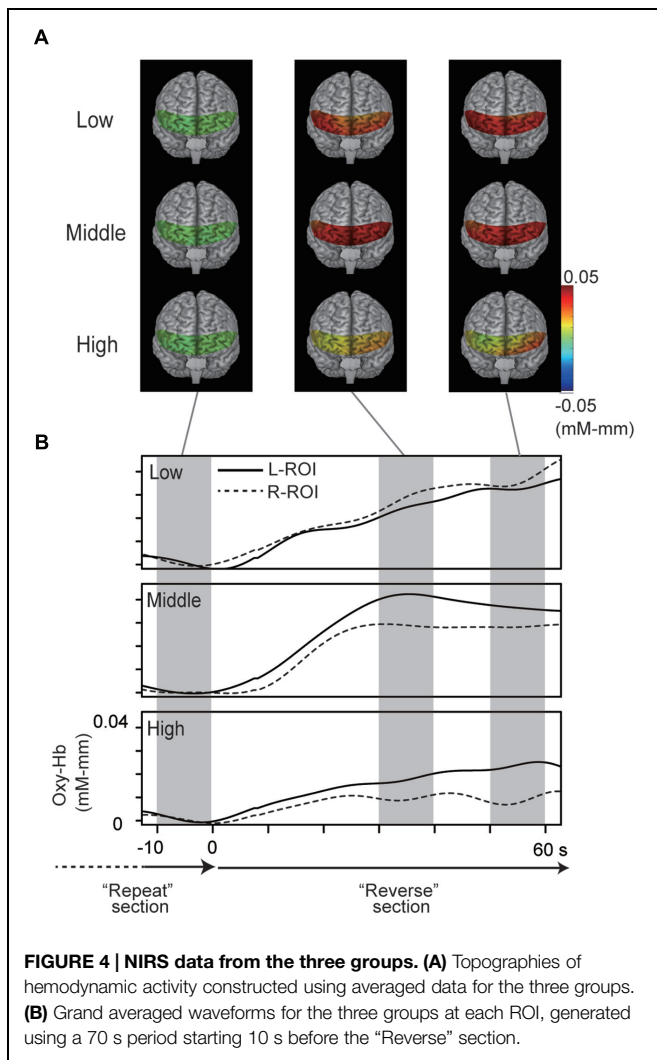 A
Low
Middle
High
0.05
-0.05
(mM-mm)
B
Low
L-ROI
R-ROI
Middle
High
0.04
0
Oxy-Hb
(mM-mm)
-10 0 60 s
“Repeat”
section
“Reverse”
section
FIGURE 4 | NIRS data from the three groups. (A) Topographies of
hemodynamic activity constructed using averaged data for the three groups.
(B) Grand averaged waveforms for the three groups at each ROI, generated
using a 70 s period starting 10 s before the “Reverse” section.